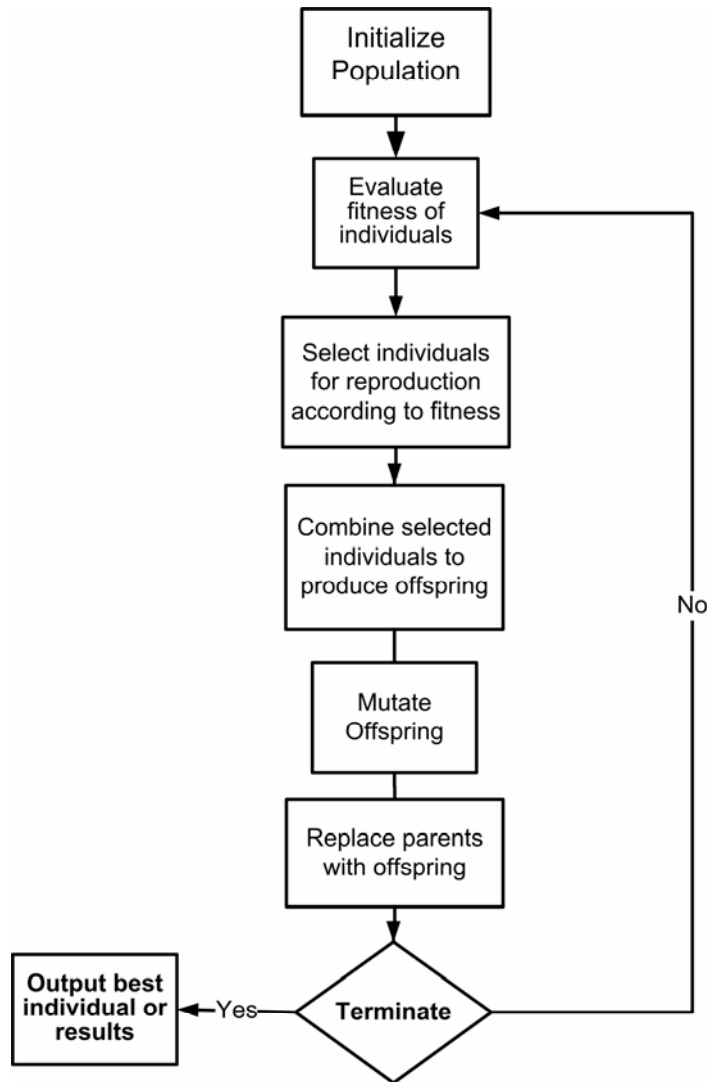 Initialize
Population
Evaluate
fitness of
individuals
Select individuals
for reproduction
according to fitness
Combine selected
individuals to
produce offspring
No
Mutate
Offspring
Replace parents
with offspring
Terminate
Yes
Output best
individual or
results